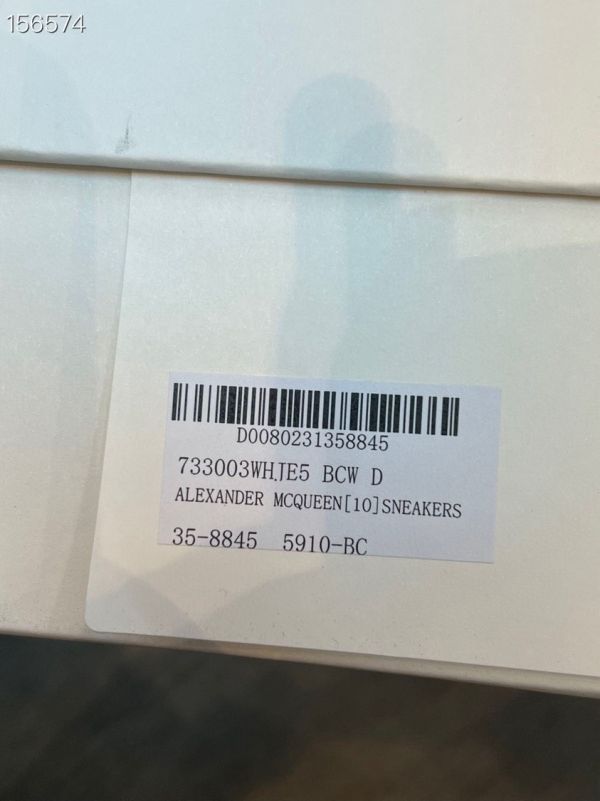 156574
D0080231358845
733003WHJE5 BCW D
ALEXANDER MCQUEEN[10]SNEAKERS
35-8845 5910-BC